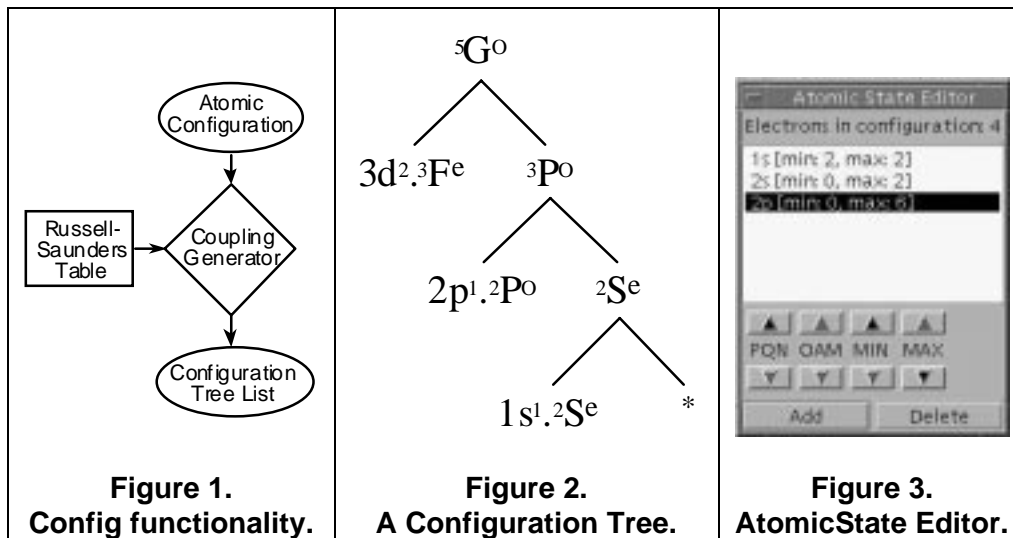 Atomic
Configuration
Russell-
Saunders
Table
Coupling
Generator
Configuration
Tree List
Figure 1.
Config functionality.
⁵Gᴼ
3d².³Fᵉ
³Pᴼ
2p¹.²Pᴼ
²Sᵉ
1s¹.²Sᵉ
*
Figure 2.
A Configuration Tree.
Atomic State Editor
Electrons in configuration: 4
1s [min: 2, max: 2]
2s [min: 0, max: 2]
2p [min: 0, max: 6]
PQN OAM MIN MAX
Add Delete
Figure 3.
AtomicState Editor.